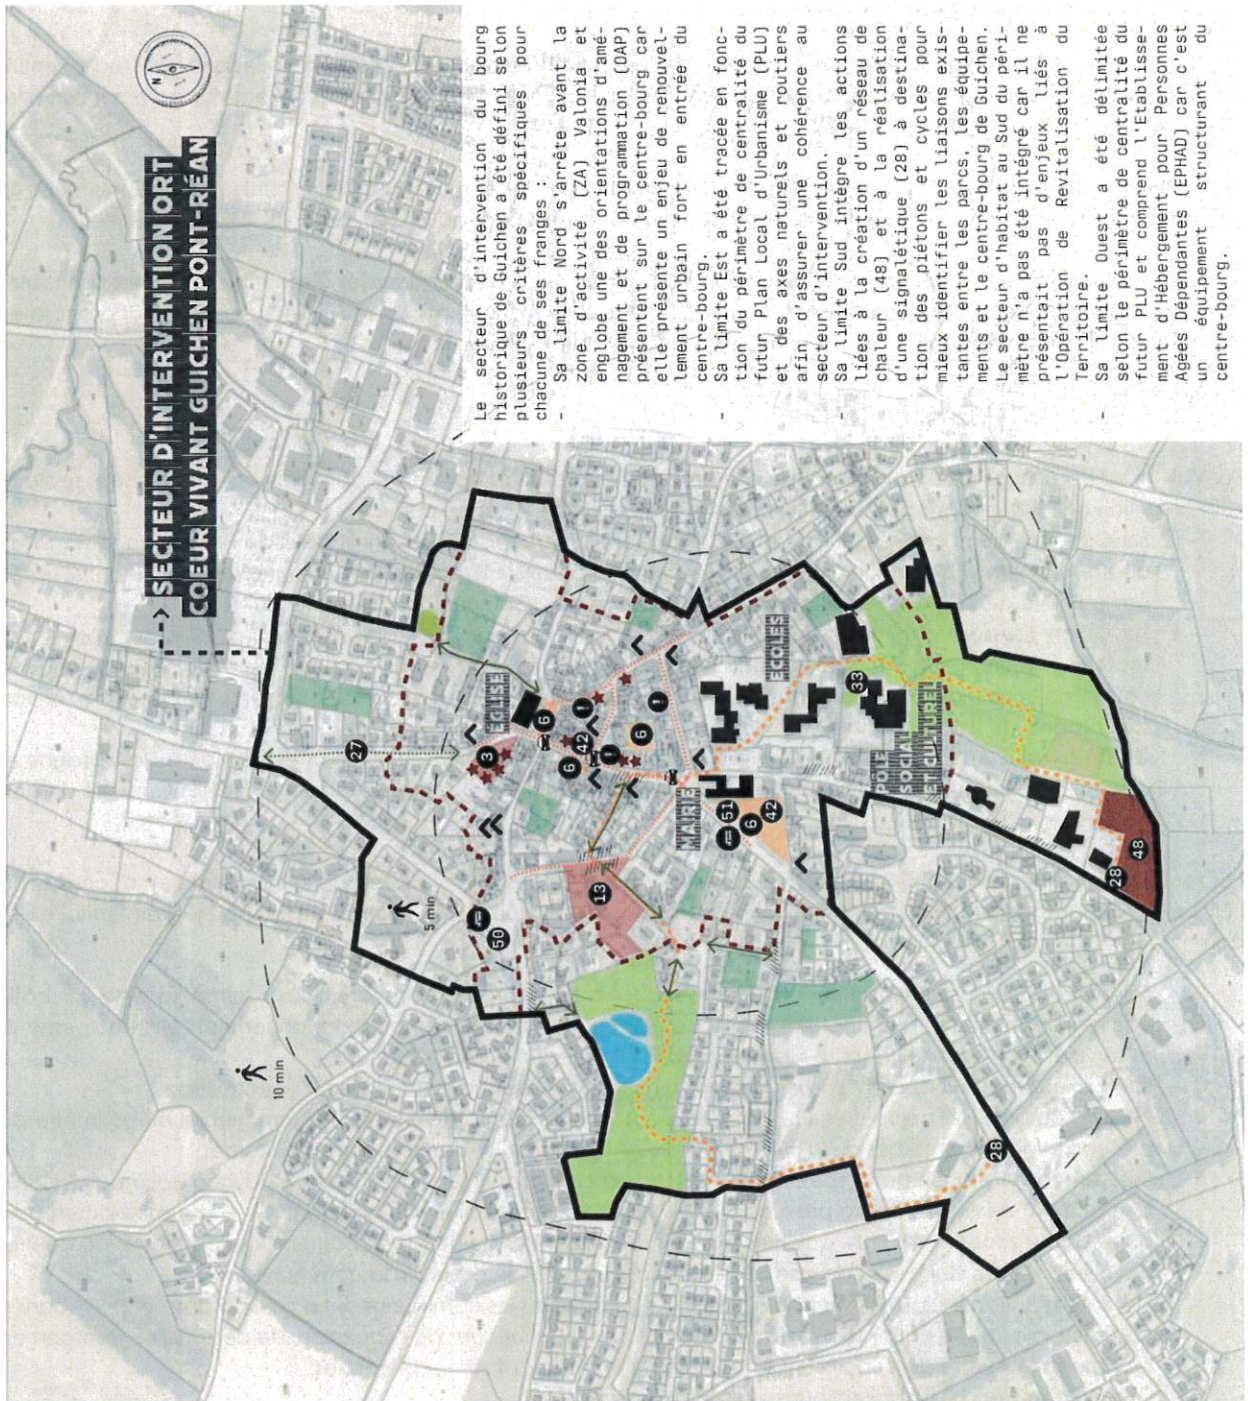 SECTEUR D'INTERVENTION ORT
COEUR VIVANT GUICHEN PONT-RÉAN
N
Le secteur d'intervention du bourg
historique de Guichen a été défini selon
plusieurs critères spécifiques pour
chacune de ses franges :
- Sa limite Nord s'arrête avant la
zone d'activité (ZA) Valonia et
englobe une des orientations d'amé-
nagement et de programmation (OAP)
présentent sur le centre-bourg car
elle présente un enjeu de renouvel-
lement urbain fort en entrée du
centre-bourg.
- Sa limite Est a été tracée en fonc-
tion du périmètre de centralité du
futur Plan Local d'Urbanisme (PLU)
et des axes naturels et routiers
afin d'assurer une cohérence au
secteur d'intervention.
- Sa limite Sud intègre les actions
liées à la création d'un réseau de
chaleur (48) et à la réalisation
d'une signalétique (28) à destina-
tion des piétons et cycles pour
mieux identifier les liaisons exis-
tantes entre les parcs, les équipe-
ments et le centre-bourg de Guichen.
Le secteur d'habitat au Sud du péri-
mètre n'a pas été intégré car il ne
présentait pas d'enjeux liés à
l'Opération de Revitalisation du
Territoire.
- Sa limite Ouest a été délimitée
selon le périmètre de centralité du
futur PLU et comprend l'Etablisse-
ment d'Hébergement pour Personnes
Agées Dépendantes (EPHAD) car c'est
un équipement structurant du
centre-bourg.
27
EGLISE
3
6
1
42
6
1
1
6
5 min
50
10 min
13
MAIRIE
51
6
42
ECOLES
33
POLE
SOCIAL
ET CULTUREL
28
48
28